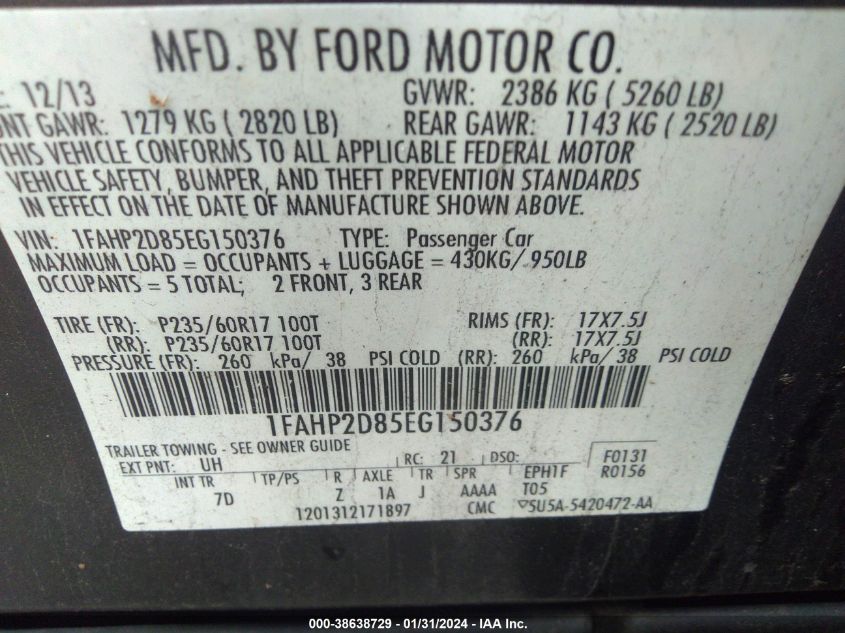 MFD. BY FORD MOTOR CO.
: 12/13 GVWR: 2386 KG ( 5260 LB)
NT GAWR: 1279 KG ( 2820 LB) REAR GAWR: 1143 KG ( 2520 LB)
THIS VEHICLE CONFORMS TO ALL APPLICABLE FEDERAL MOTOR
VEHICLE SAFETY, BUMPER, AND THEFT PREVENTION STANDARDS
IN EFFECT ON THE DATE OF MANUFACTURE SHOWN ABOVE.
VIN: 1FAHP2D85EG150376 TYPE: Passenger Car
MAXIMUM LOAD = OCCUPANTS + LUGGAGE = 430KG/ 950LB
OCCUPANTS = 5 TOTAL; 2 FRONT, 3 REAR
TIRE (FR): P235/60R17 100T RIMS (FR): 17X7.5J
(RR): P235/60R17 100T (RR): 17X7.5J
PRESSURE (FR): 260 kPa/ 38 PSI COLD (RR): 260 kPa/ 38 PSI COLD
1FAHP2D85EG150376
TRAILER TOWING - SEE OWNER GUIDE
EXT PNT: UH RC: 21 DSO: F0131
INT TR TP/PS R AXLE TR SPR EPH1F R0156
7D Z 1A J AAAA T05
1201312171897 CMC 5U5A-5420472-AA
000-38638729 - 01/31/2024 - IAA Inc.